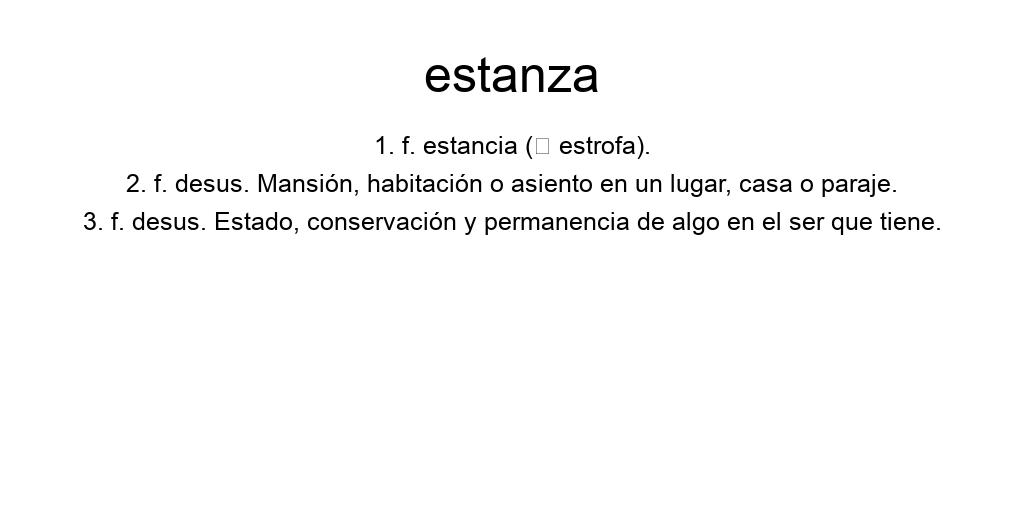 estanza
1. f. estancia (□ estrofa).
2. f. desus. Mansión, habitación o asiento en un lugar, casa o paraje.
3. f. desus. Estado, conservación y permanencia de algo en el ser que tiene.